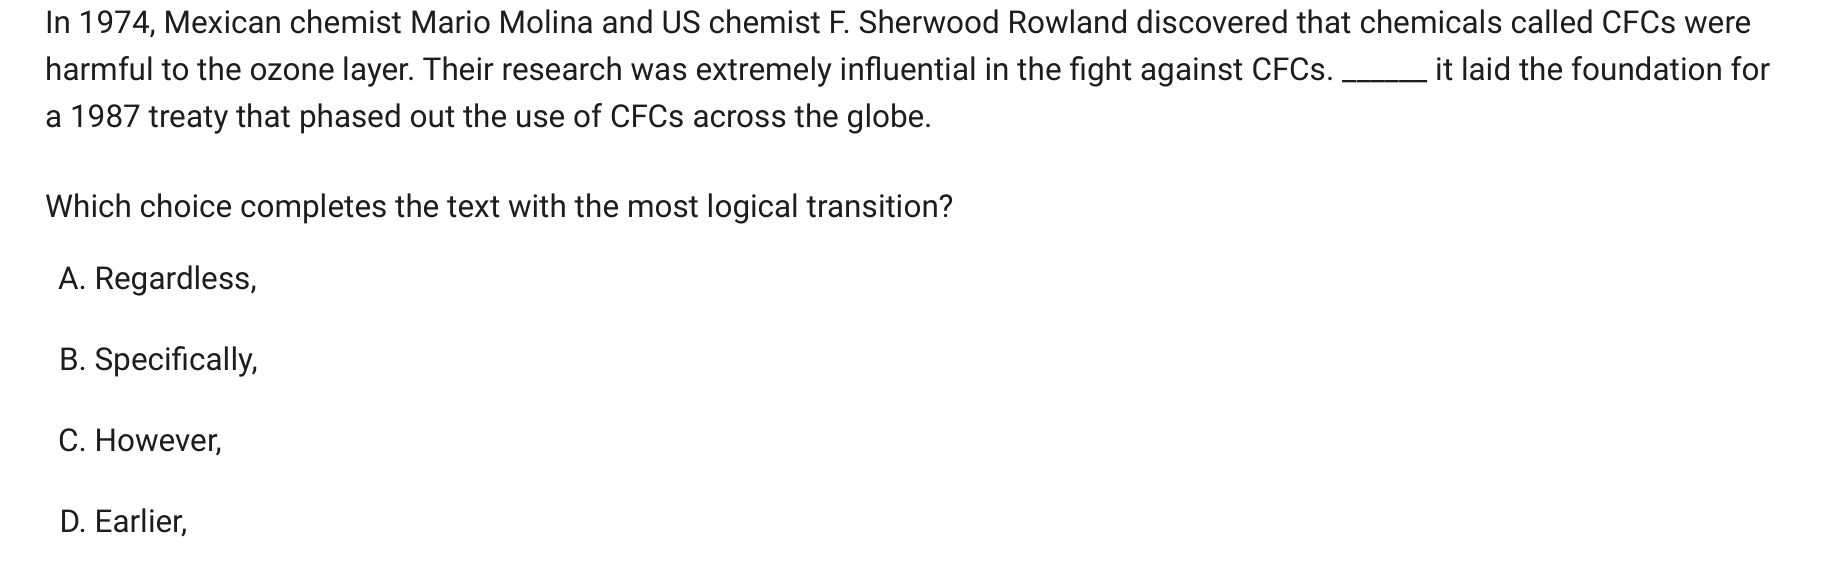 In 1974, Mexican chemist Mario Molina and US chemist F. Sherwood Rowland discovered that chemicals called CFCs were
harmful to the ozone layer. Their research was extremely influential in the fight against CFCs. ______ it laid the foundation for
a 1987 treaty that phased out the use of CFCs across the globe.
Which choice completes the text with the most logical transition?
A. Regardless,
B. Specifically,
C. However,
D. Earlier,